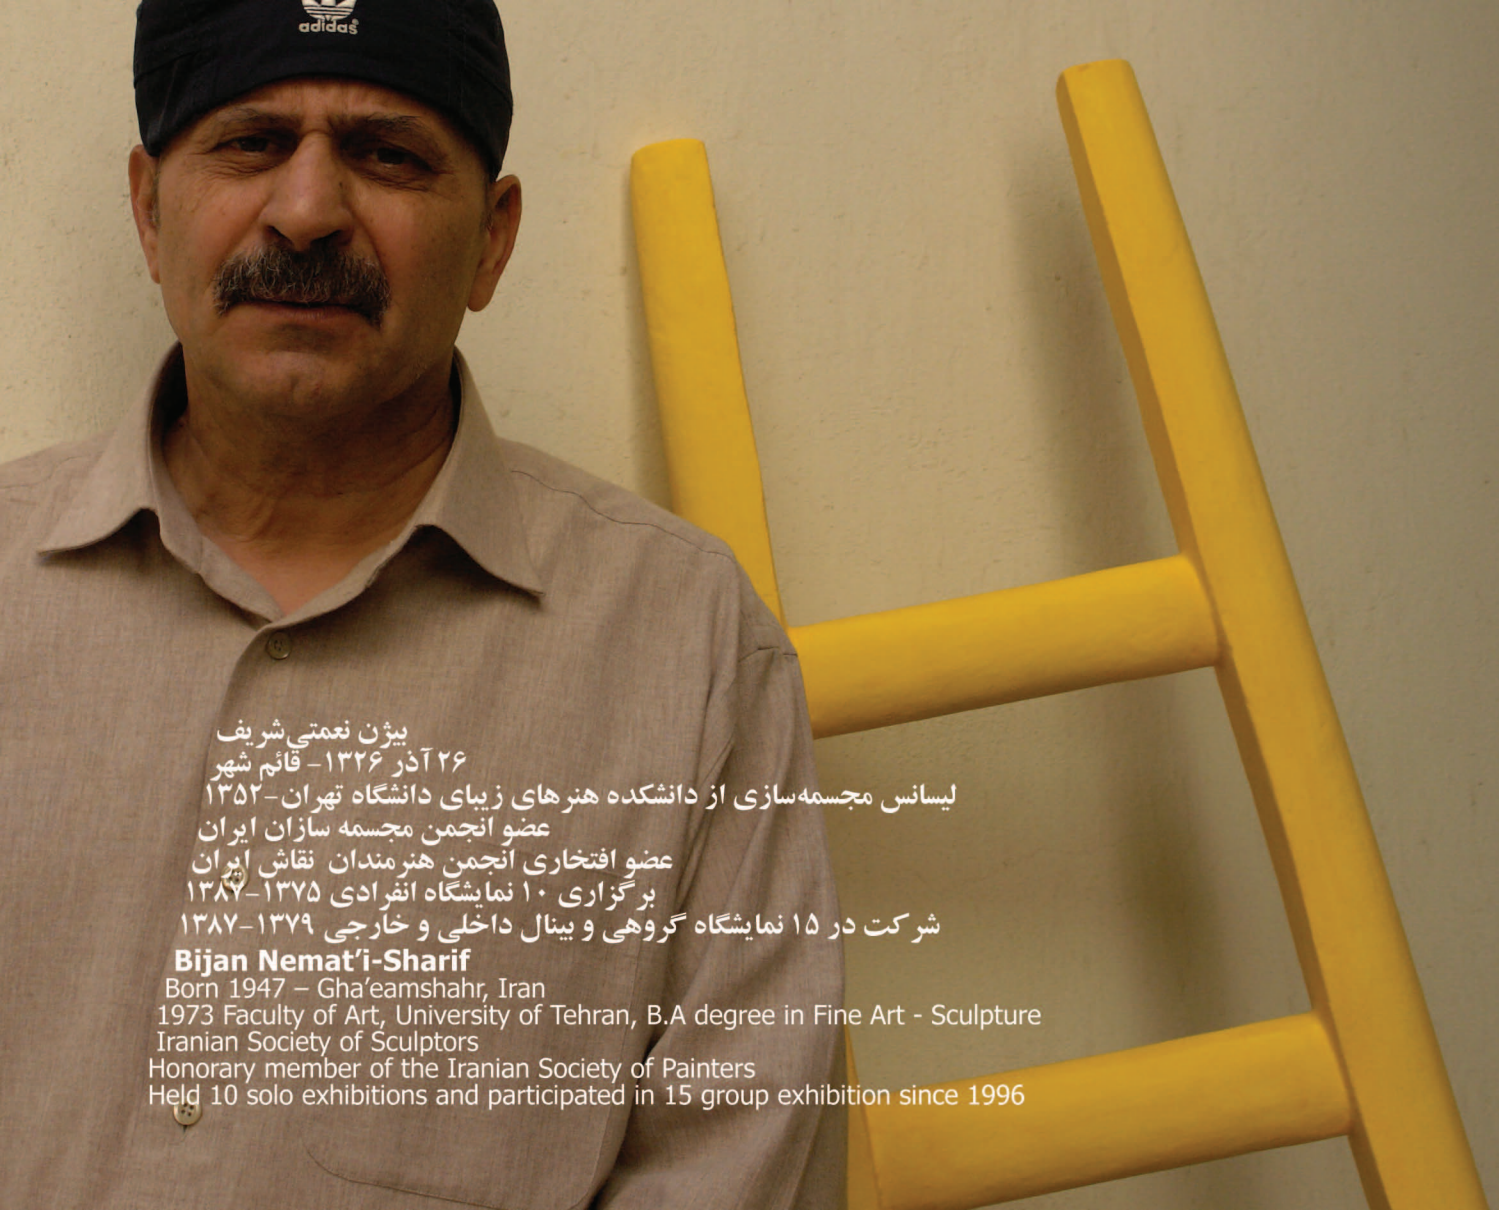 adidas
بیژن نعمتی‌شریف
۲۶ آذر ۱۳۲۶- قائم شهر
لیسانس مجسمه‌سازی از دانشکده هنرهای زیبای دانشگاه تهران-۱۳۵۲
عضو انجمن مجسمه سازان ایران
عضو افتخاری انجمن هنرمندان نقاش ایران
برگزاری ۱۰ نمایشگاه انفرادی ۱۳۷۵-۱۳۸۷
شرکت در ۱۵ نمایشگاه گروهی و بینال داخلی و خارجی ۱۳۷۹-۱۳۸۷
Bijan Nemat’i-Sharif
Born 1947 – Gha’eamshahr, Iran
1973 Faculty of Art, University of Tehran, B.A degree in Fine Art - Sculpture
Iranian Society of Sculptors
Honorary member of the Iranian Society of Painters
Held 10 solo exhibitions and participated in 15 group exhibition since 1996